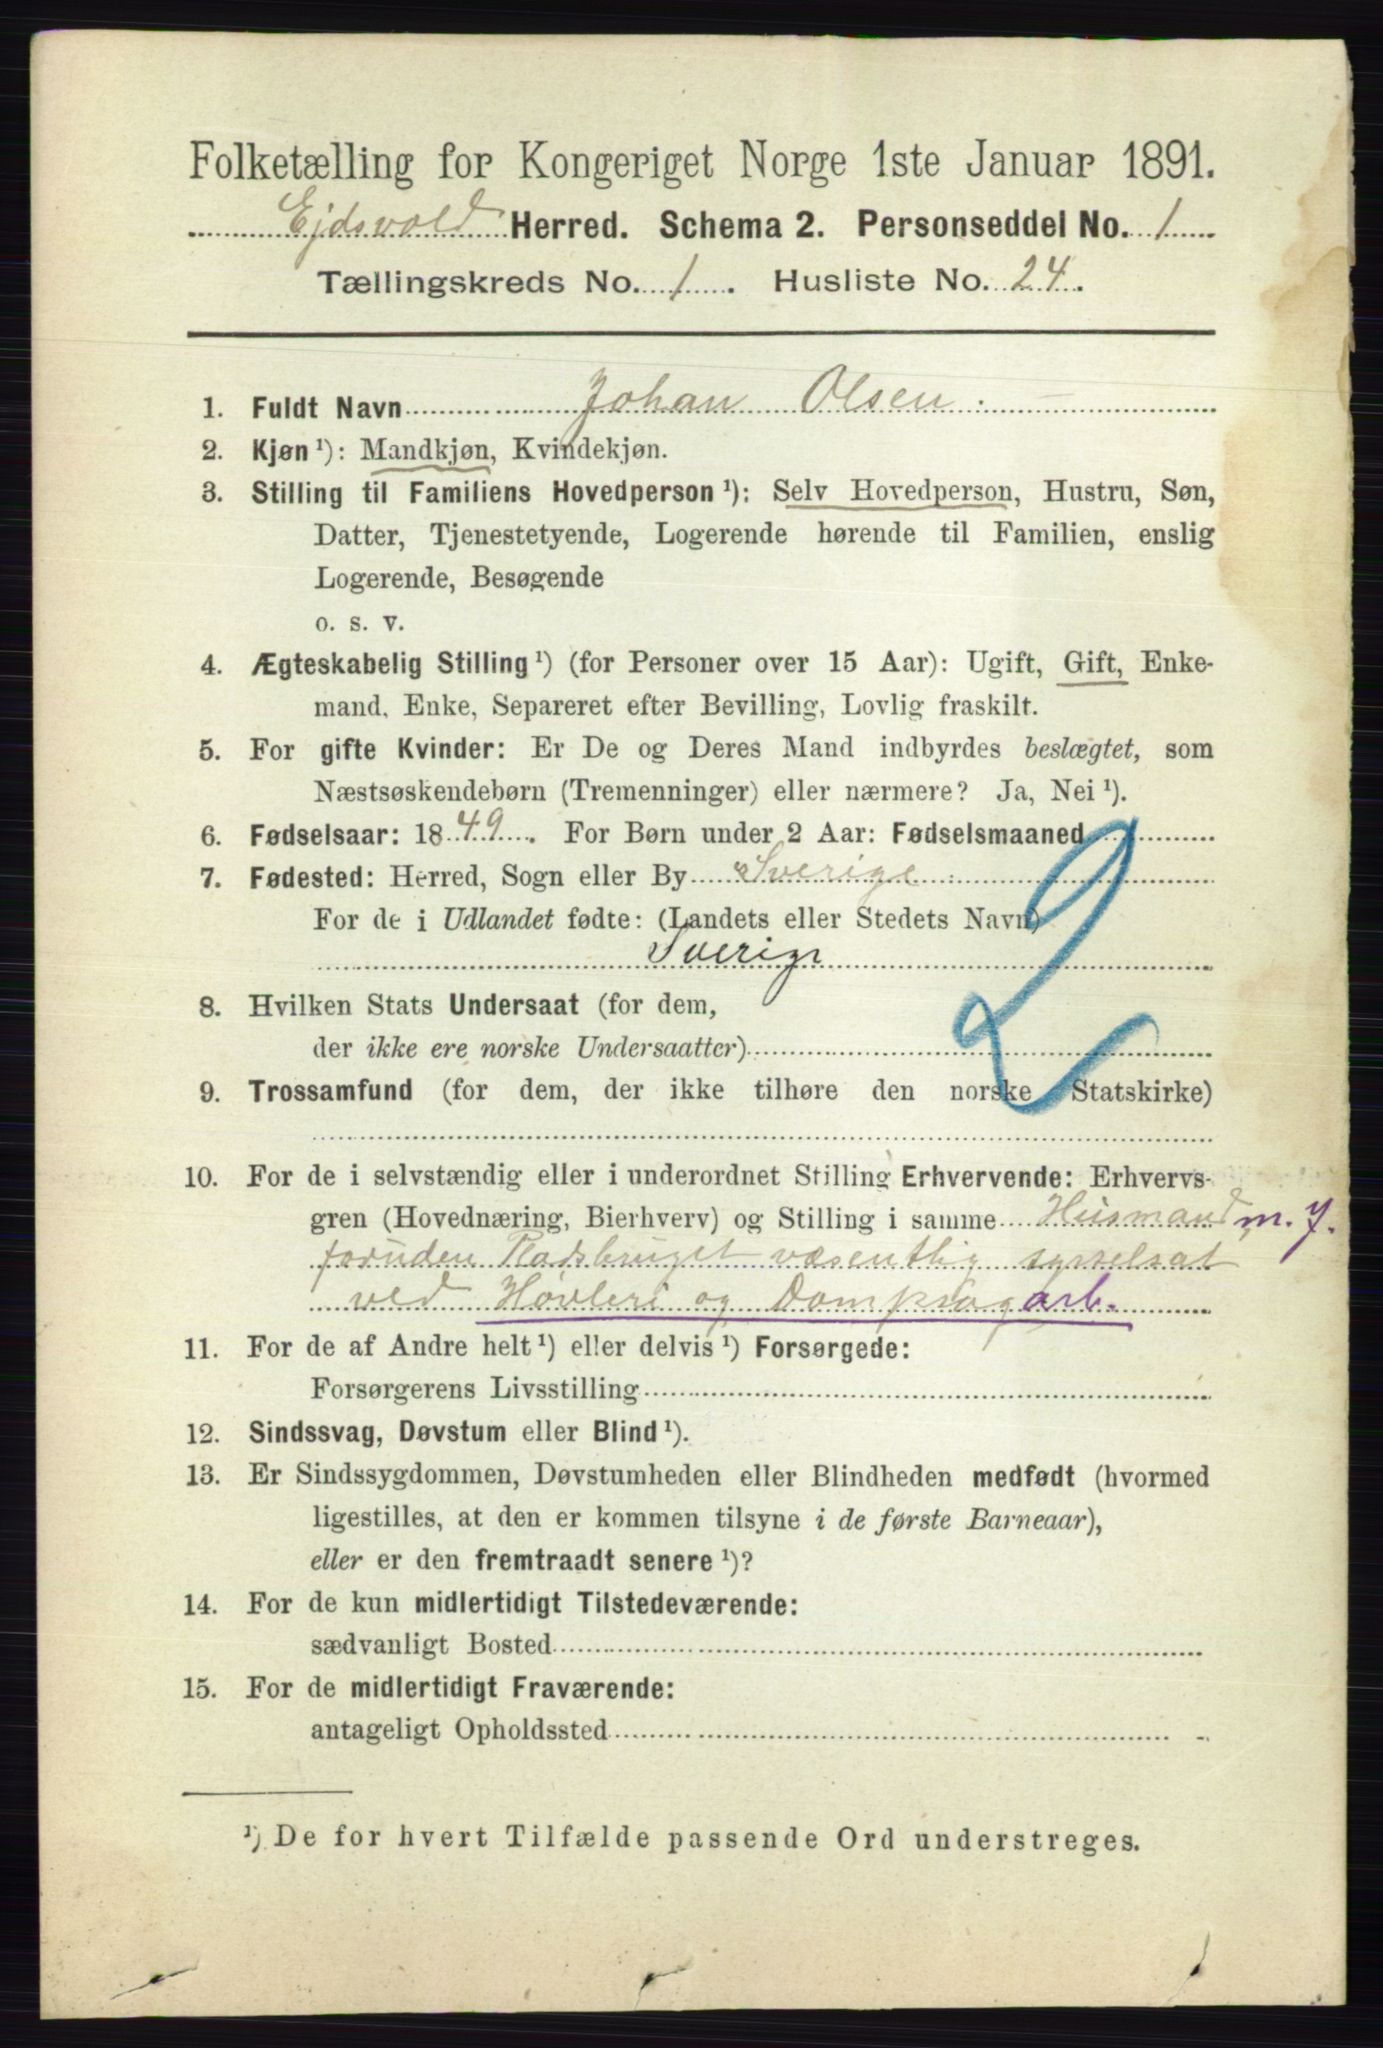 Folketælling for Kongeriget Norge 1ste Januar 1891.
Ejdsvold Herred. Schema 2. Personseddel No. 1
Tællingskreds No. 1. Husliste No. 24.
1. Fuldt Navn Johan Olsen.
2. Kjøn ¹): Mandkjøn, Kvindekjøn.
3. Stilling til Familiens Hovedperson ¹): Selv Hovedperson, Hustru, Søn,
Datter, Tjenestetyende, Logerende hørende til Familien, enslig
Logerende, Besøgende
o. s. v.
4. Ægteskabelig Stilling ¹) (for Personer over 15 Aar): Ugift, Gift, Enke-
mand, Enke, Separeret efter Bevilling, Lovlig fraskilt.
5. For gifte Kvinder: Er De og Deres Mand indbyrdes beslægtet, som
Næstsøskendebørn (Tremenninger) eller nærmere? Ja, Nei ¹).
6. Fødselsaar: 1849. For Børn under 2 Aar: Fødselsmaaned
7. Fødested: Herred, Sogn eller By Sverige
For de i Udlandet fødte: (Landets eller Stedets Navn)
Sverige
2
8. Hvilken Stats Undersaat (for dem,
der ikke ere norske Undersaatter)
9. Trossamfund (for dem, der ikke tilhøre den norske Statskirke)
10. For de i selvstændig eller i underordnet Stilling Erhvervende: Erhvervs-
gren (Hovednæring, Bierhverv) og Stilling i samme Husmand m. J.
foruden Pladsbruget væsentlig sysselsat
ved Høvleri og Dampsag arb.
11. For de af Andre helt ¹) eller delvis ¹) Forsørgede:
Forsørgerens Livsstilling
12. Sindssvag, Døvstum eller Blind ¹).
13. Er Sindssygdommen, Døvstumheden eller Blindheden medfødt (hvormed
ligestilles, at den er kommen tilsyne i de første Barneaar),
eller er den fremtraadt senere ¹)?
14. For de kun midlertidigt Tilstedeværende:
sædvanligt Bosted
15. For de midlertidigt Fraværende:
antageligt Opholdssted
¹) De for hvert Tilfælde passende Ord understreges.